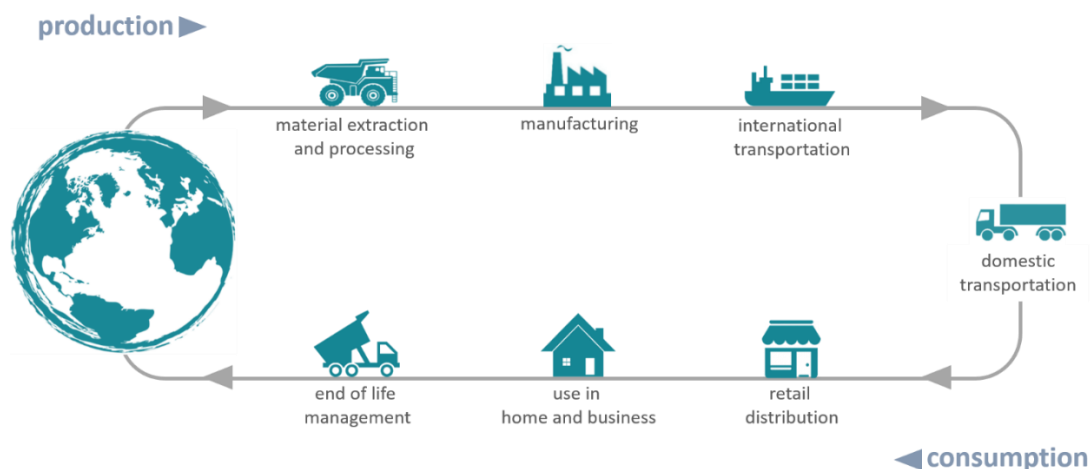 production
material extraction
and processing
manufacturing
international
transportation
domestic
transportation
end of life
management
use in
home and business
retail
distribution
consumption